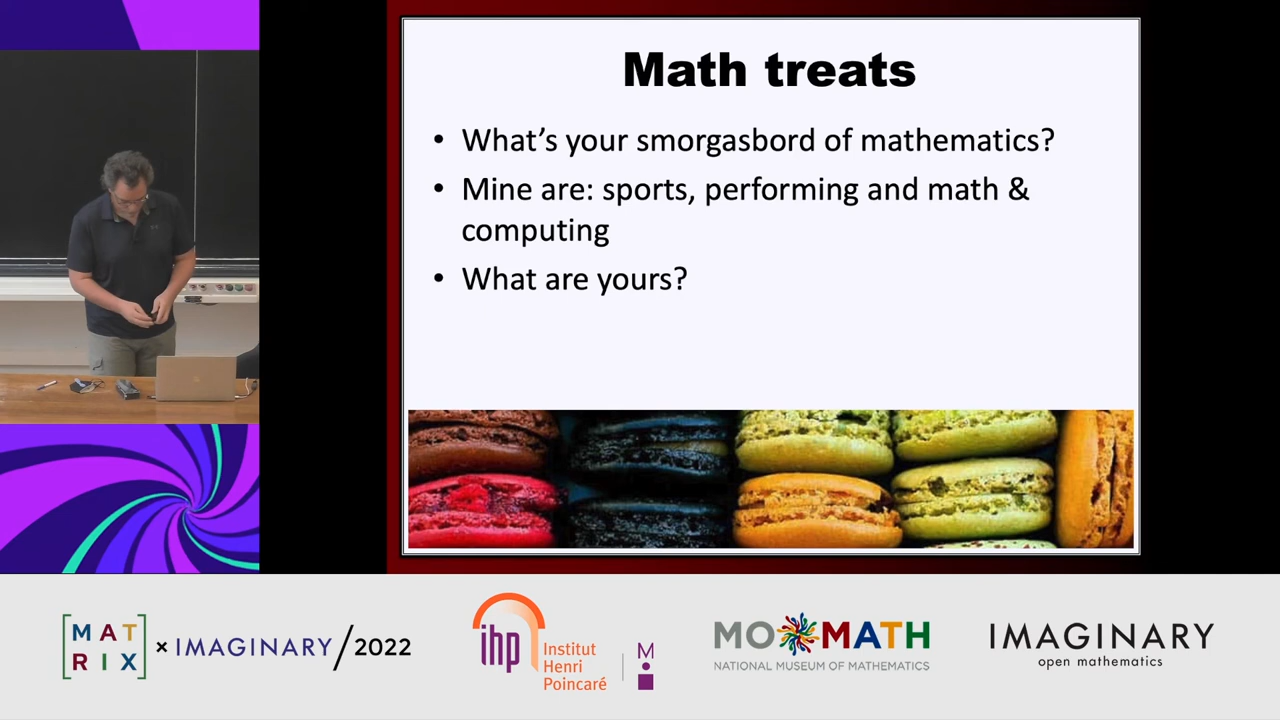 Math treats
• What's your smorgasbord of mathematics?
• Mine are: sports, performing and math &
computing
• What are yours?
[MAT
RIX] × IMAGINARY / 2022
ihp Institut
Henri
Poincaré
M
MOMATH
NATIONAL MUSEUM OF MATHEMATICS
IMAGINARY
open mathematics